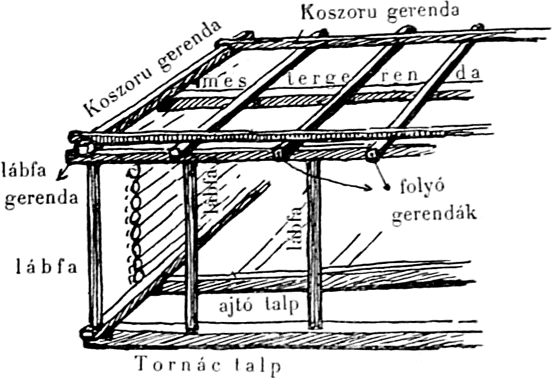 Koszoru gerenda
Koszoru gerenda
mestergerenda
lábfa
gerenda
folyó
gerendák
lábfa
lábfa
lábfa
ajtó talp
Tornác talp